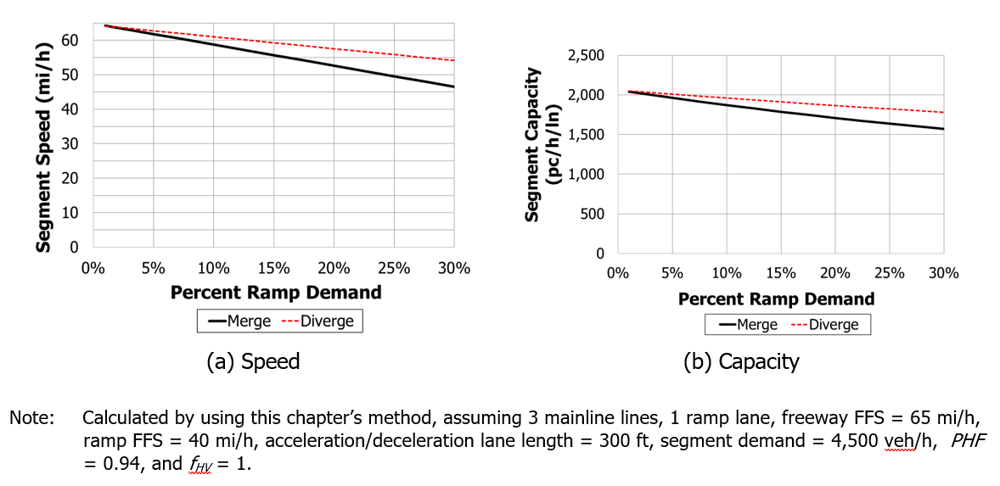 Segment Speed (mi/h)
60
50
40
30
20
10
0
0% 5% 10% 15% 20% 25% 30%
Percent Ramp Demand
Merge Diverge
(a) Speed
Segment Capacity
(pc/h/ln)
2,500
2,000
1,500
1,000
500
0
0% 5% 10% 15% 20% 25% 30%
Percent Ramp Demand
Merge Diverge
(b) Capacity
Note: Calculated by using this chapter’s method, assuming 3 mainline lines, 1 ramp lane, freeway FFS = 65 mi/h,
ramp FFS = 40 mi/h, acceleration/deceleration lane length = 300 ft, segment demand = 4,500 veh/h, PHF
= 0.94, and fHV = 1.